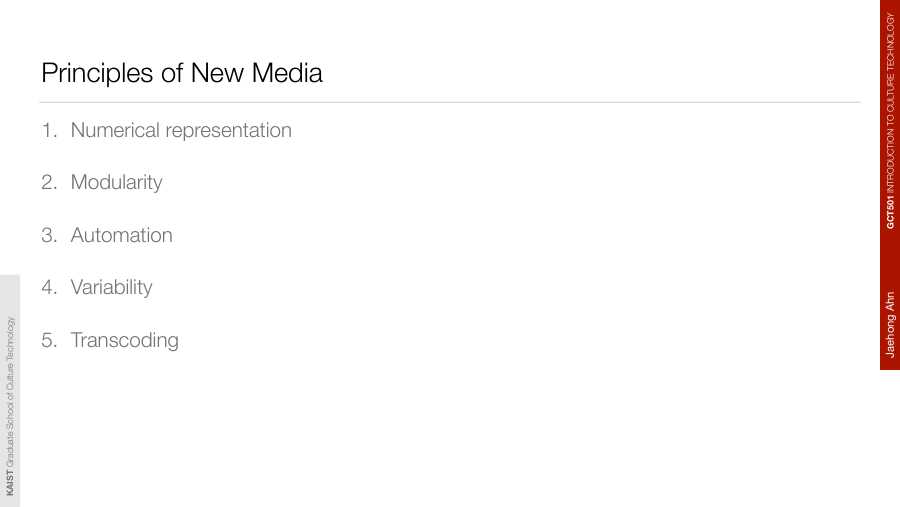 Principles of New Media
1. Numerical representation
2. Modularity
3. Automation
4. Variability
5. Transcoding
KAIST Graduate School of Culture Technology
GCT501 INTRODUCTION TO CULTURE TECHNOLOGY
Jaehong Ahn